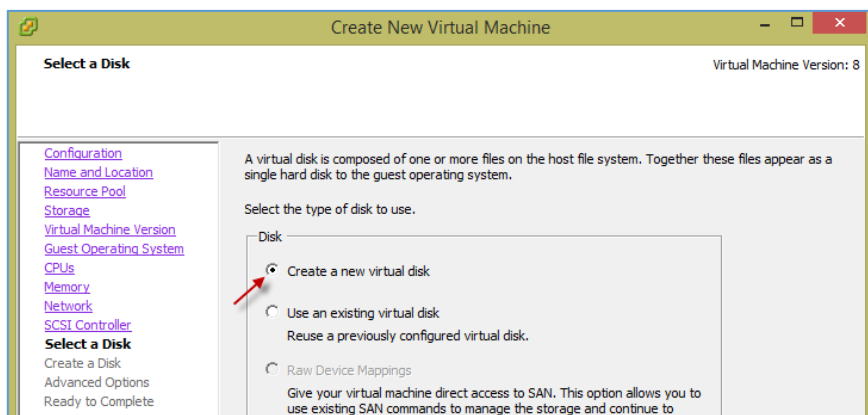 Create New Virtual Machine
Select a Disk
Virtual Machine Version: 8
Configuration
Name and Location
Resource Pool
Storage
Virtual Machine Version
Guest Operating System
CPUs
Memory
Network
SCSI Controller
Select a Disk
Create a Disk
Advanced Options
Ready to Complete
A virtual disk is composed of one or more files on the host file system. Together these files appear as a
single hard disk to the guest operating system.
Select the type of disk to use.
Disk
Create a new virtual disk
Use an existing virtual disk
Reuse a previously configured virtual disk.
Raw Device Mappings
Give your virtual machine direct access to SAN. This option allows you to
use existing SAN commands to manage the storage and continue to